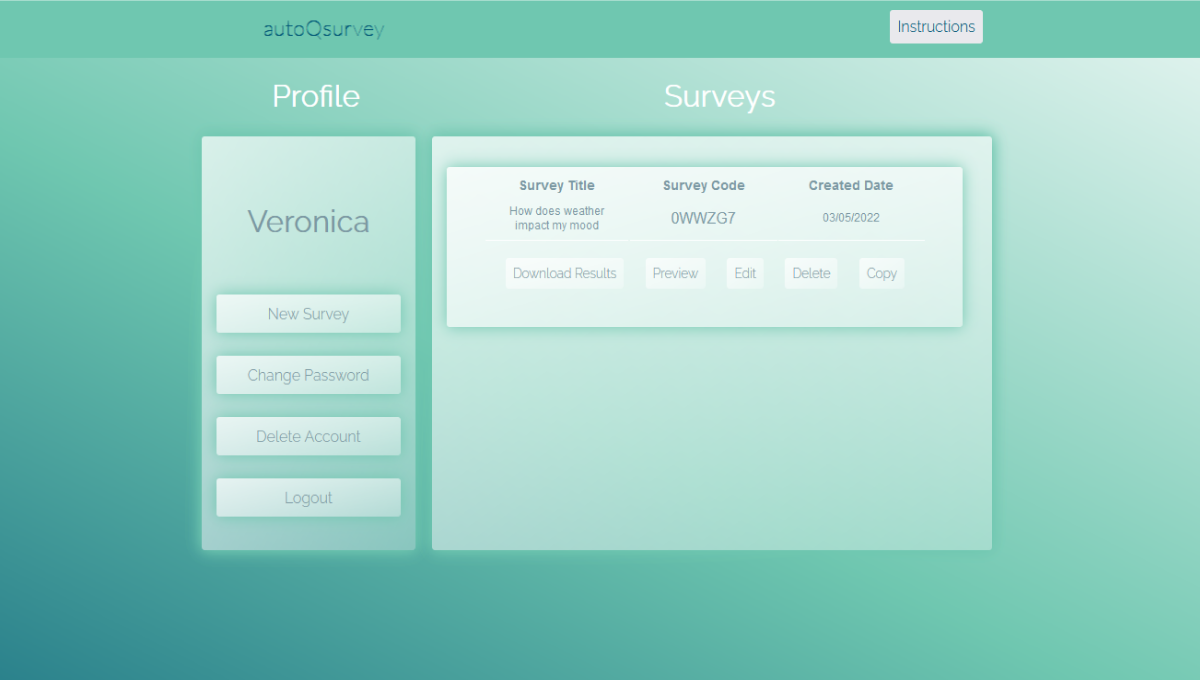 autoQsurvey
Instructions
Profile
Surveys
Veronica
New Survey
Change Password
Delete Account
Logout
Survey Title Survey Code Created Date
How does weather
impact my mood
0WWZG7
03/05/2022
Download Results Preview Edit Delete Copy